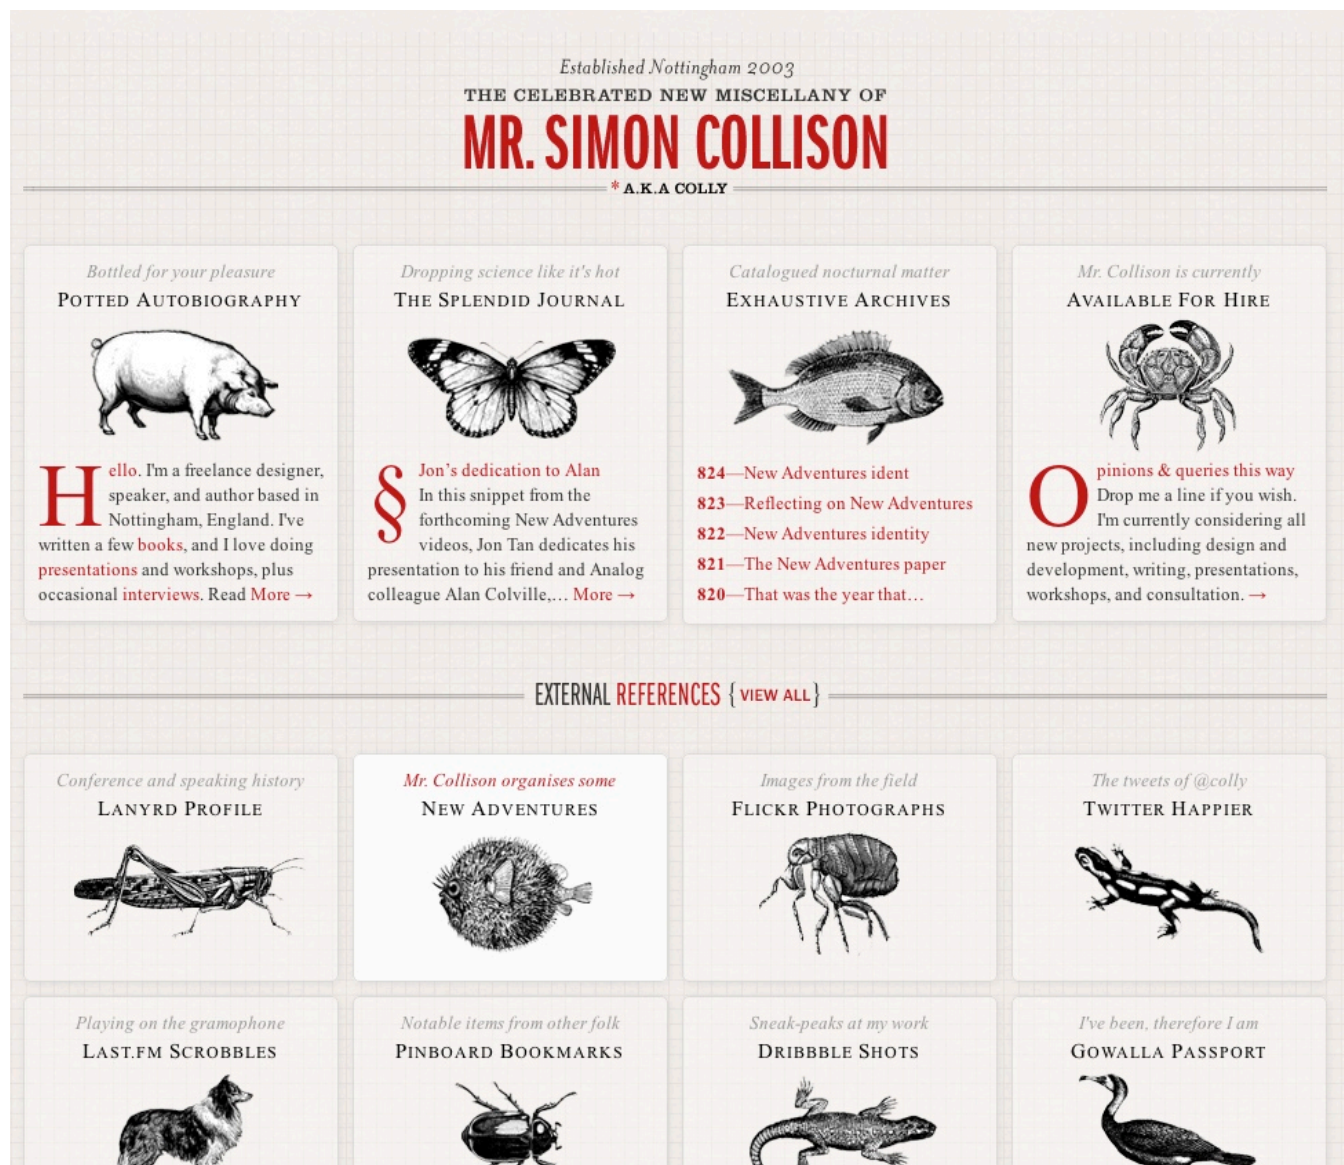 Established Nottingham 2003
THE CELEBRATED NEW MISCELLANY OF
MR. SIMON COLLISON
* A.K.A COLLY
Bottled for your pleasure
POTTED AUTOBIOGRAPHY
Hello. I'm a freelance designer,
speaker, and author based in
Nottingham, England. I've
written a few books, and I love doing
presentations and workshops, plus
occasional interviews. Read More →
Dropping science like it's hot
THE SPLENDID JOURNAL
§ Jon’s dedication to Alan
In this snippet from the
forthcoming New Adventures
videos, Jon Tan dedicates his
presentation to his friend and Analog
colleague Alan Colville,… More →
Catalogued nocturnal matter
EXHAUSTIVE ARCHIVES
824—New Adventures ident
823—Reflecting on New Adventures
822—New Adventures identity
821—The New Adventures paper
820—That was the year that…
Mr. Collison is currently
AVAILABLE FOR HIRE
Opinions & queries this way
Drop me a line if you wish.
I'm currently considering all
new projects, including design and
development, writing, presentations,
workshops, and consultation. →
EXTERNAL REFERENCES { VIEW ALL }
Conference and speaking history
LANYRD PROFILE
Mr. Collison organises some
NEW ADVENTURES
Images from the field
FLICKR PHOTOGRAPHS
The tweets of @colly
TWITTER HAPPIER
Playing on the gramophone
LAST.FM SCROBBLES
Notable items from other folk
PINBOARD BOOKMARKS
Sneak-peaks at my work
DRIBBBLE SHOTS
I've been, therefore I am
GOWALLA PASSPORT